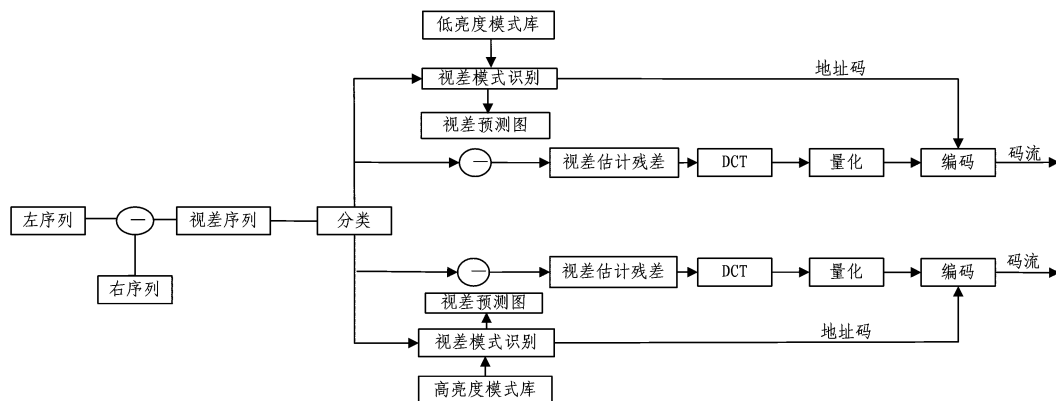 低亮度模式库
视差模式识别
地址码
视差预测图
视差估计残差
DCT
量化
编码
码流
左序列
视差序列
分类
右序列
视差估计残差
DCT
量化
编码
码流
视差预测图
视差模式识别
地址码
高亮度模式库